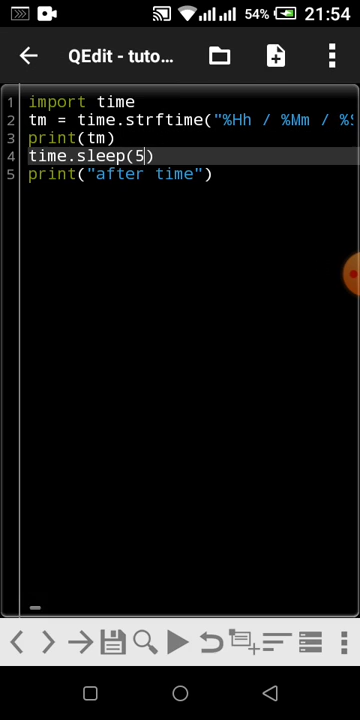 54% 21:54
QEdit - tuto...
1 import time
2 tm = time.strftime("%Hh / %Mm / %S
3 print(tm)
4 time.sleep(5)
5 print("after time")